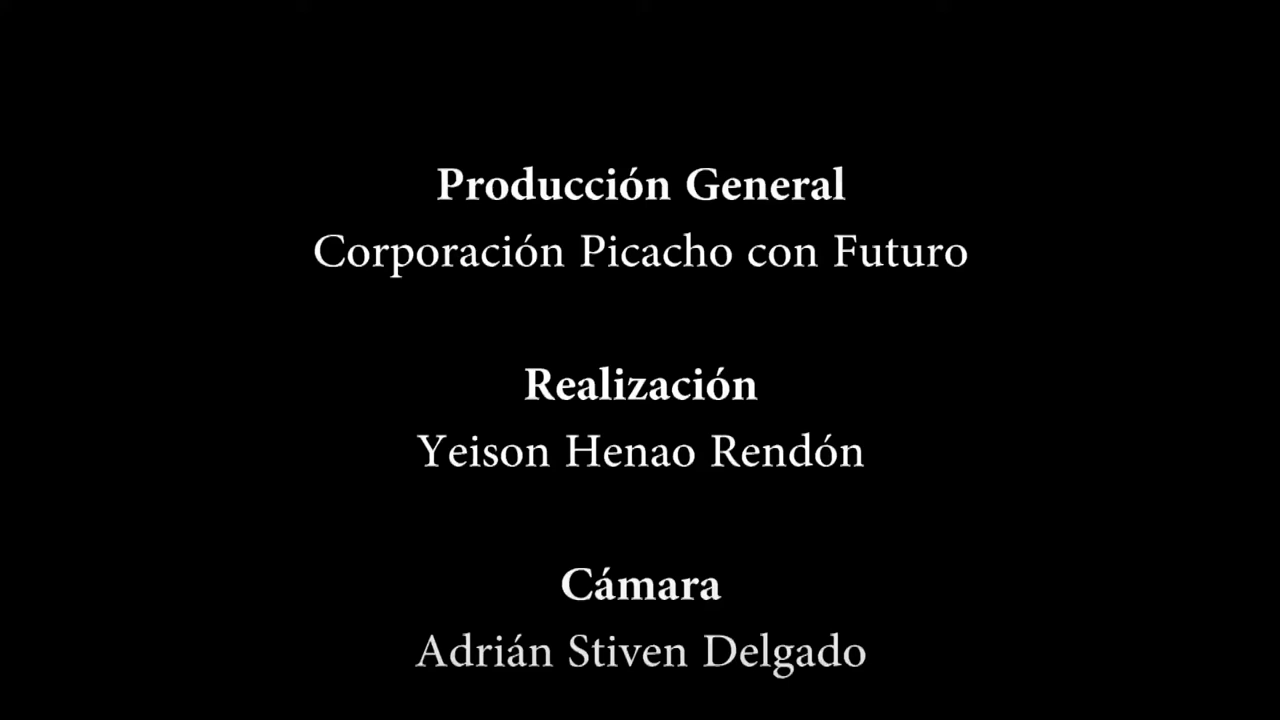 Producción General
Corporación Picacho con Futuro
Realización
Yeison Henao Rendón
Cámara
Adrián Stiven Delgado